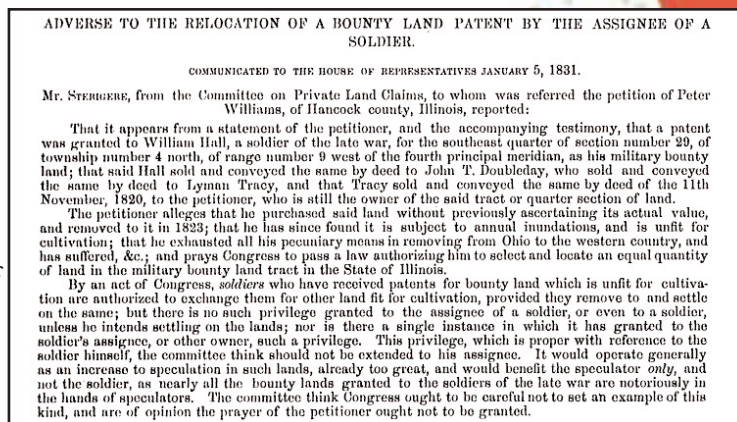 ADVERSE TO THE RELOCATION OF A BOUNTY LAND PATENT BY THE ASSIGNEE OF A
SOLDIER.
COMMUNICATED TO THE HOUSE OF REPRESENTATIVES JANUARY 5, 1831.
Mr. STERIGERE, from the Committee on Private Land Claims, to whom was referred the petition of Peter
Williams, of Hancock county, Illinois, reported:
That it appears from a statement of the petitioner, and the accompanying testimony, that a patent
was granted to William Hall, a soldier of the late war, for the southeast quarter of section number 29, of
township number 4 north, of range number 9 west of the fourth principal meridian, as his military bounty
land; that said Hall sold and conveyed the same by deed to John T. Doubleday, who sold and conveyed
the same by deed to Lyman Tracy, and that Tracy sold and conveyed the same by deed of the 11th
November, 1820, to the petitioner, who is still the owner of the said tract or quarter section of land.
The petitioner alleges that he purchased said land without previously ascertaining its actual value,
and removed to it in 1823; that he has since found it is subject to annual inundations, and is unfit for
cultivation; that he exhausted all his pecuniary means in removing from Ohio to the western country, and
has suffered, &c.; and prays Congress to pass a law authorizing him to select and locate an equal quantity
of land in the military bounty land tract in the State of Illinois.
By an act of Congress, soldiers who have received patents for bounty land which is unfit for cultiva-
tion are authorized to exchange them for other land fit for cultivation, provided they remove to and settle
on the same; but there is no such privilege granted to the assignee of a soldier, or even to a soldier,
unless he intends settling on the lands; nor is there a single instance in which it has granted to the
soldier's assignee, or other owner, such a privilege. This privilege, which is proper with reference to the
soldier himself, the committee think should not be extended to his assignee. It would operate generally
as an increase to speculation in such lands, already too great, and would benefit the speculator only, and
not the soldier, as nearly all the bounty lands granted to the soldiers of the late war are notoriously in
the hands of speculators. The committee think Congress ought to be careful not to set an example of this
kind, and are of opinion the prayer of the petitioner ought not to be granted.